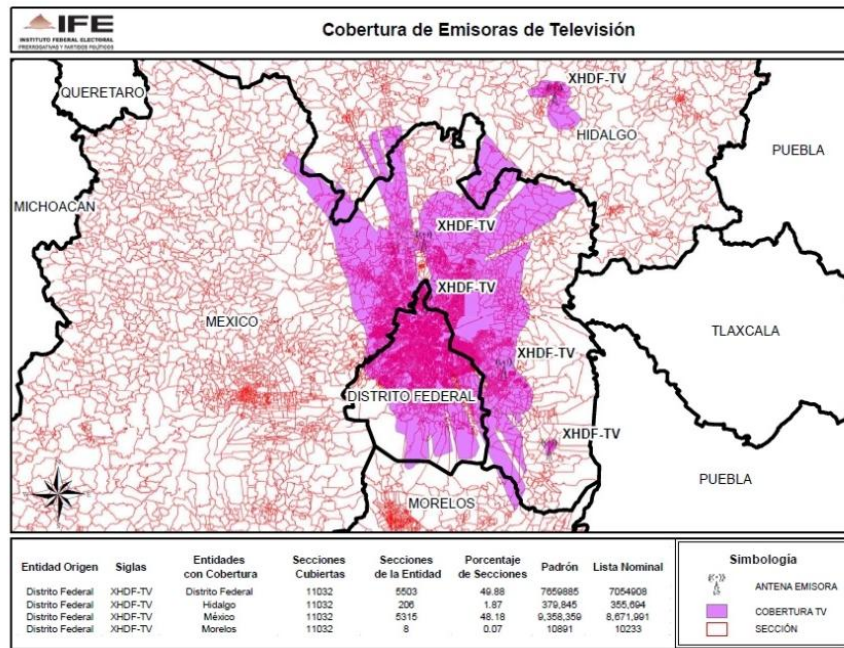 IFE
INSTITUTO FEDERAL ELECTORAL
PRERROGATIVAS Y PARTIDOS POLÍTICOS
Cobertura de Emisoras de Televisión
QUERETARO
XHDF-TV
HIDALGO
PUEBLA
MICHOACAN
XHDF-TV
XHDF-TV
MEXICO
TLAXCALA
XHDF-TV
DISTRITO FEDERAL
XHDF-TV
PUEBLA
MORELOS
Entidad Origen Siglas Entidades con Cobertura Secciones Cubiertas Secciones de la Entidad Porcentaje de Secciones Padrón Lista Nominal
Distrito Federal XHDF-TV Distrito Federal 11032 5503 49.88 7659885 7054908
Distrito Federal XHDF-TV Hidalgo 11032 206 1.87 379,845 355,694
Distrito Federal XHDF-TV México 11032 5315 48.18 9,358,359 8,671,991
Distrito Federal XHDF-TV Morelos 11032 8 0.07 10891 10233
Simbología
ANTENA EMISORA
COBERTURA TV
SECCIÓN